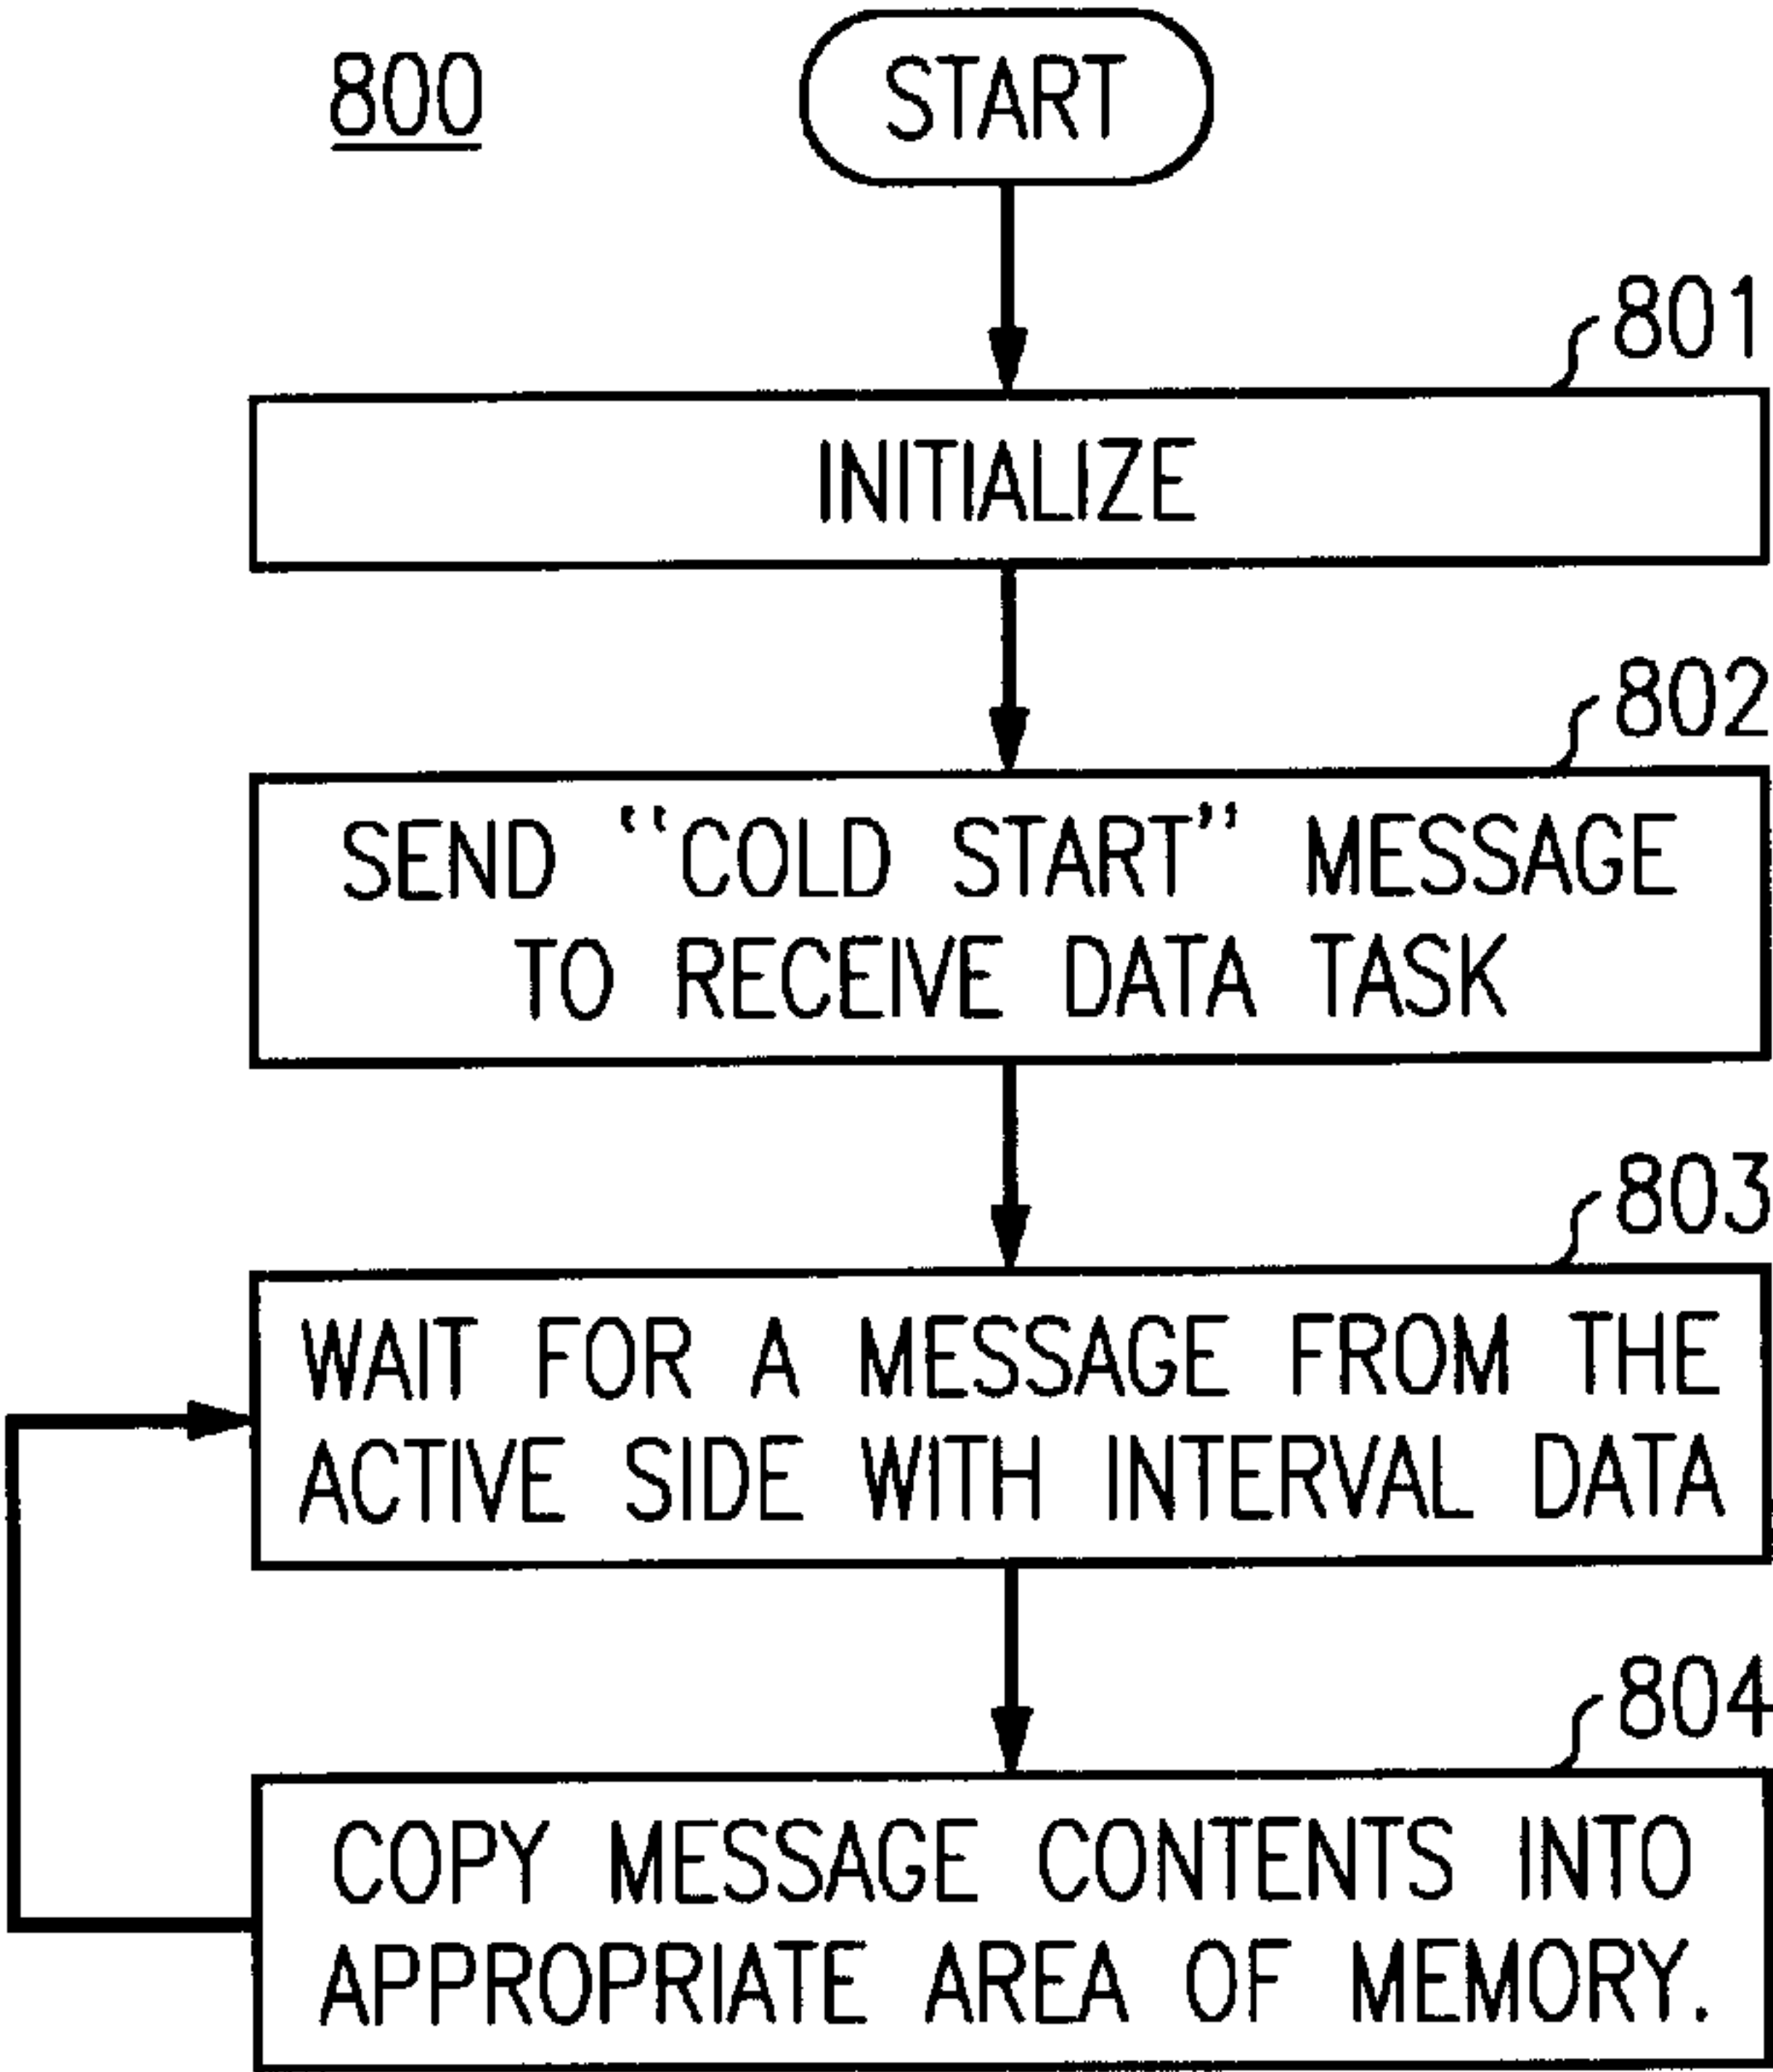 800
START
801
INITIALIZE
802
SEND "COLD START" MESSAGE
TO RECEIVE DATA TASK
803
WAIT FOR A MESSAGE FROM THE
ACTIVE SIDE WITH INTERVAL DATA
804
COPY MESSAGE CONTENTS INTO
APPROPRIATE AREA OF MEMORY.